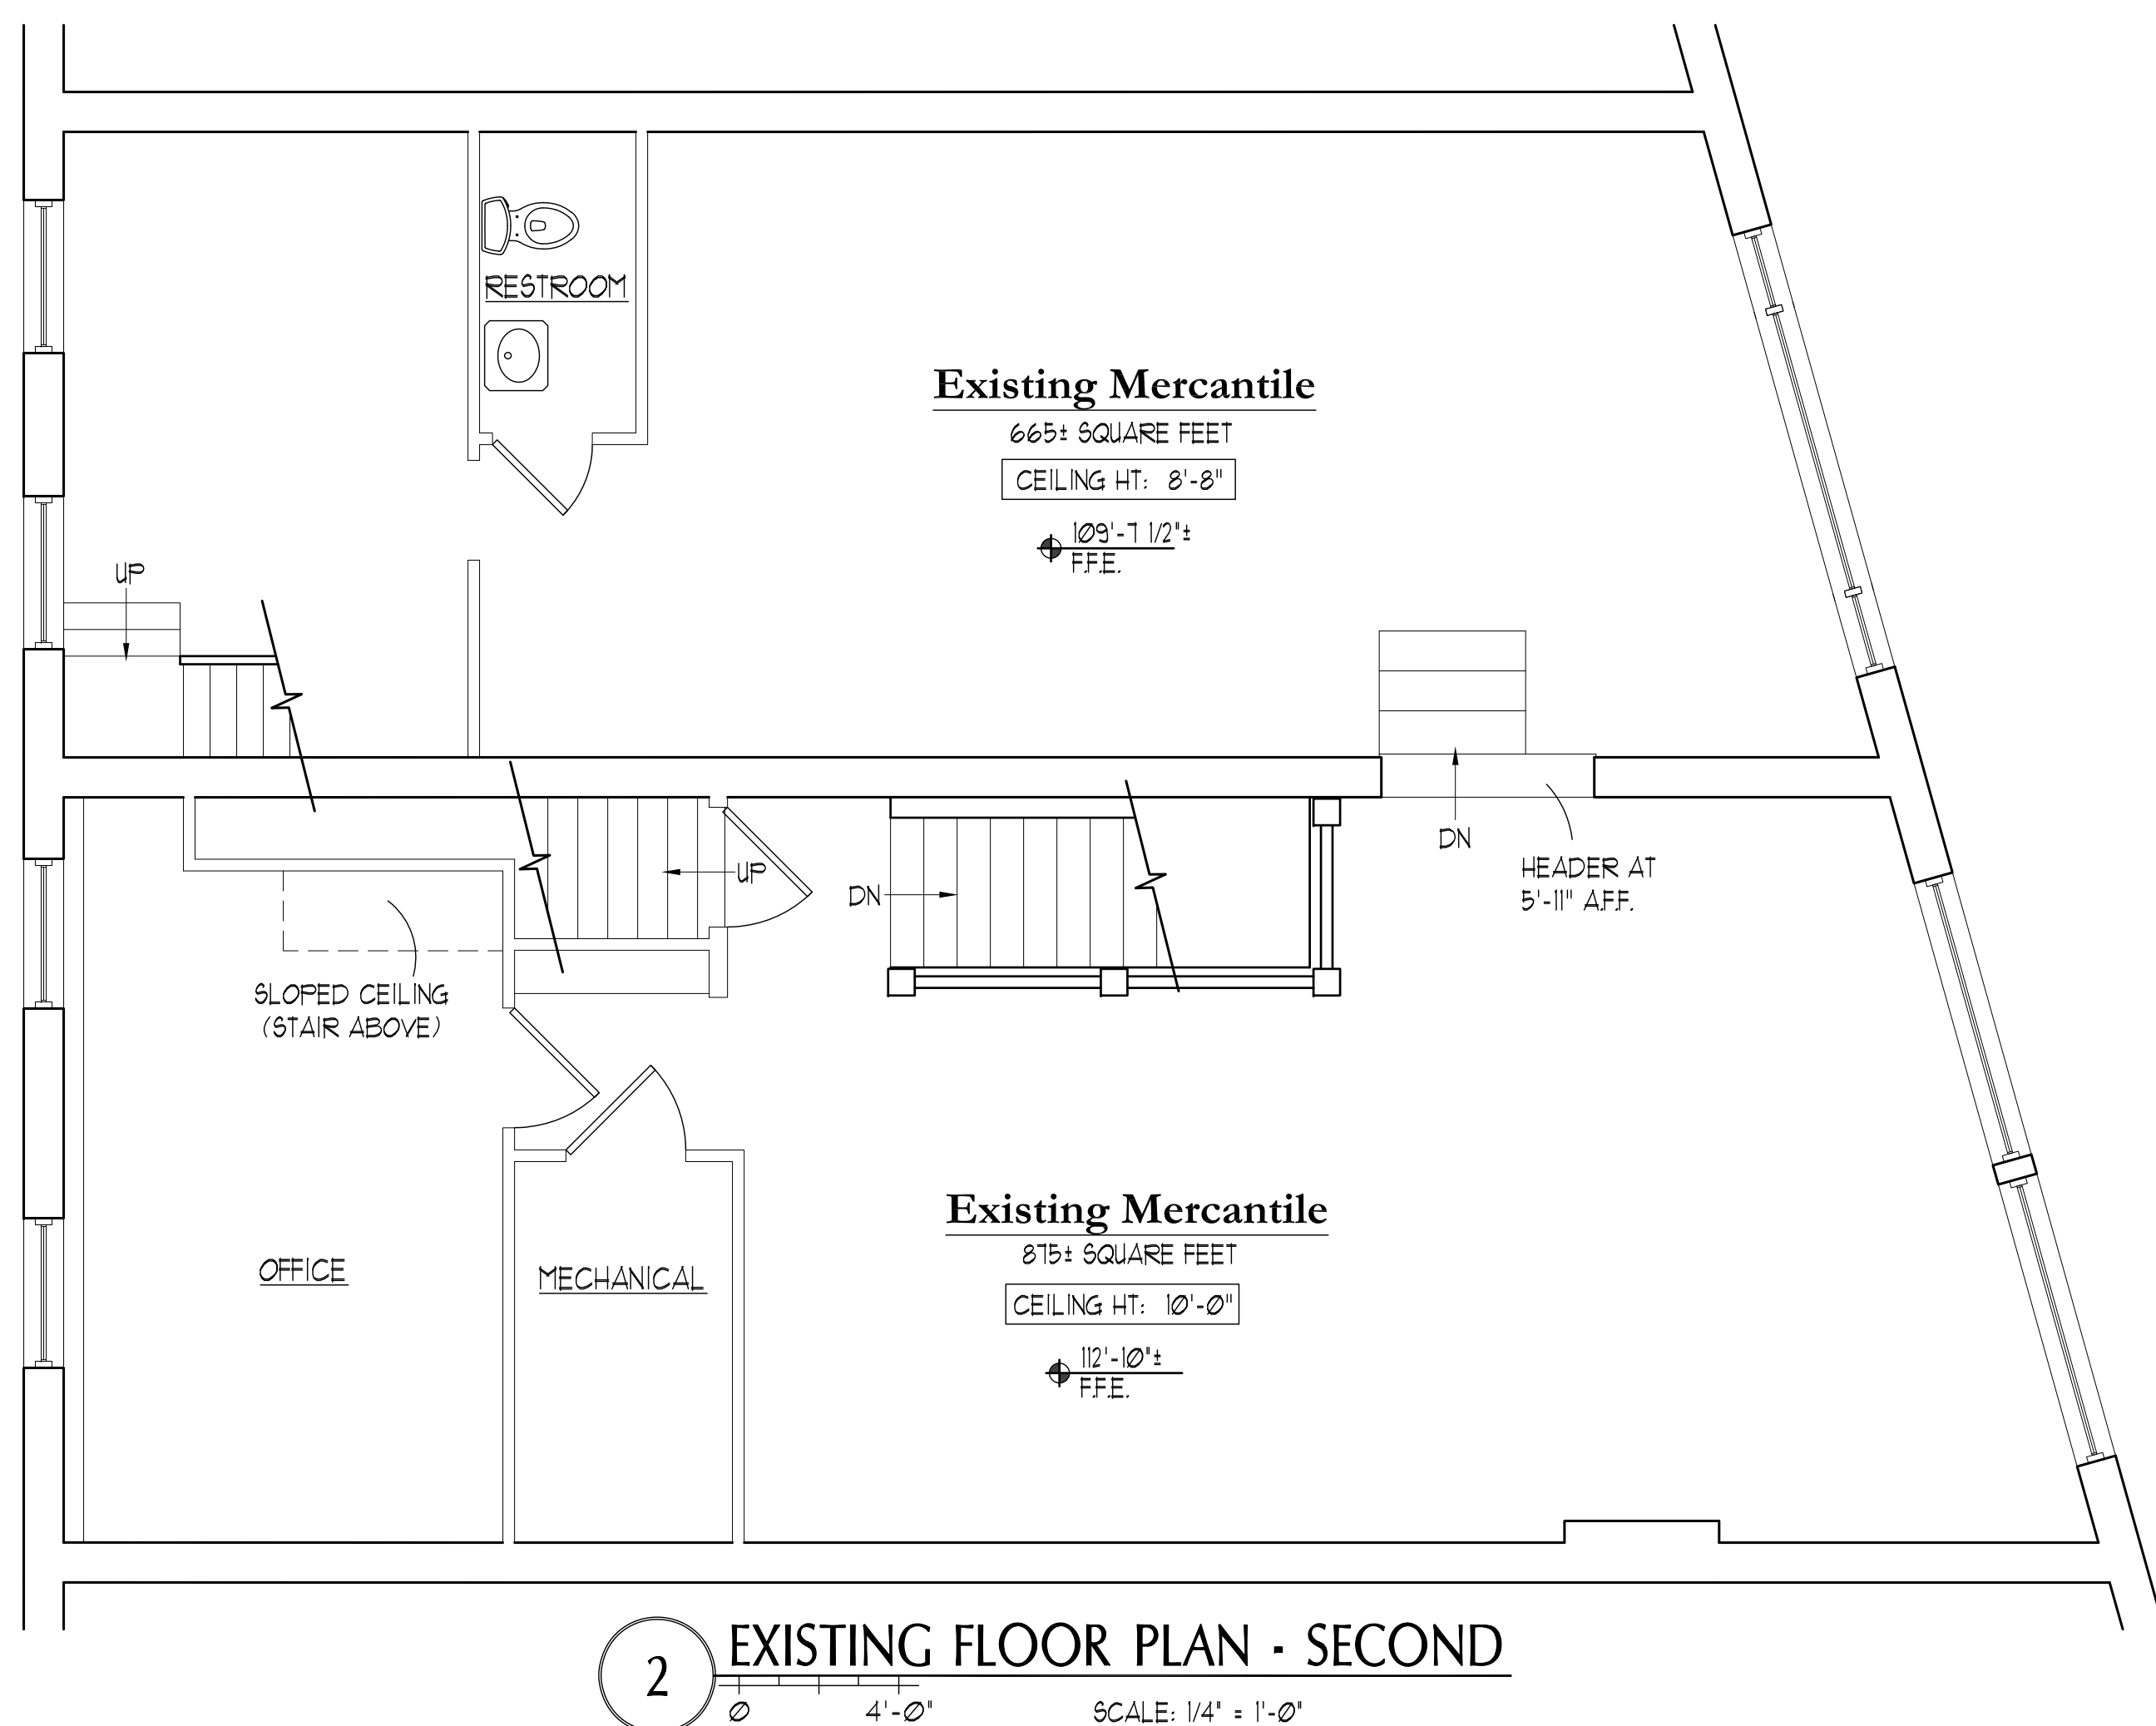 RESTROOM
Existing Mercantile
665± SQUARE FEET
CEILING HT: 8'-8"
109'-7 1/2"±
F.F.E.
UP
UP
DN
DN
HEADER AT
5'-11" A.F.F.
SLOPED CEILING
(STAIR ABOVE)
Existing Mercantile
875± SQUARE FEET
CEILING HT: 10'-0"
112'-10"±
F.F.E.
OFFICE
MECHANICAL
2
EXISTING FLOOR PLAN - SECOND
0 4'-0" SCALE: 1/4" = 1'-0"